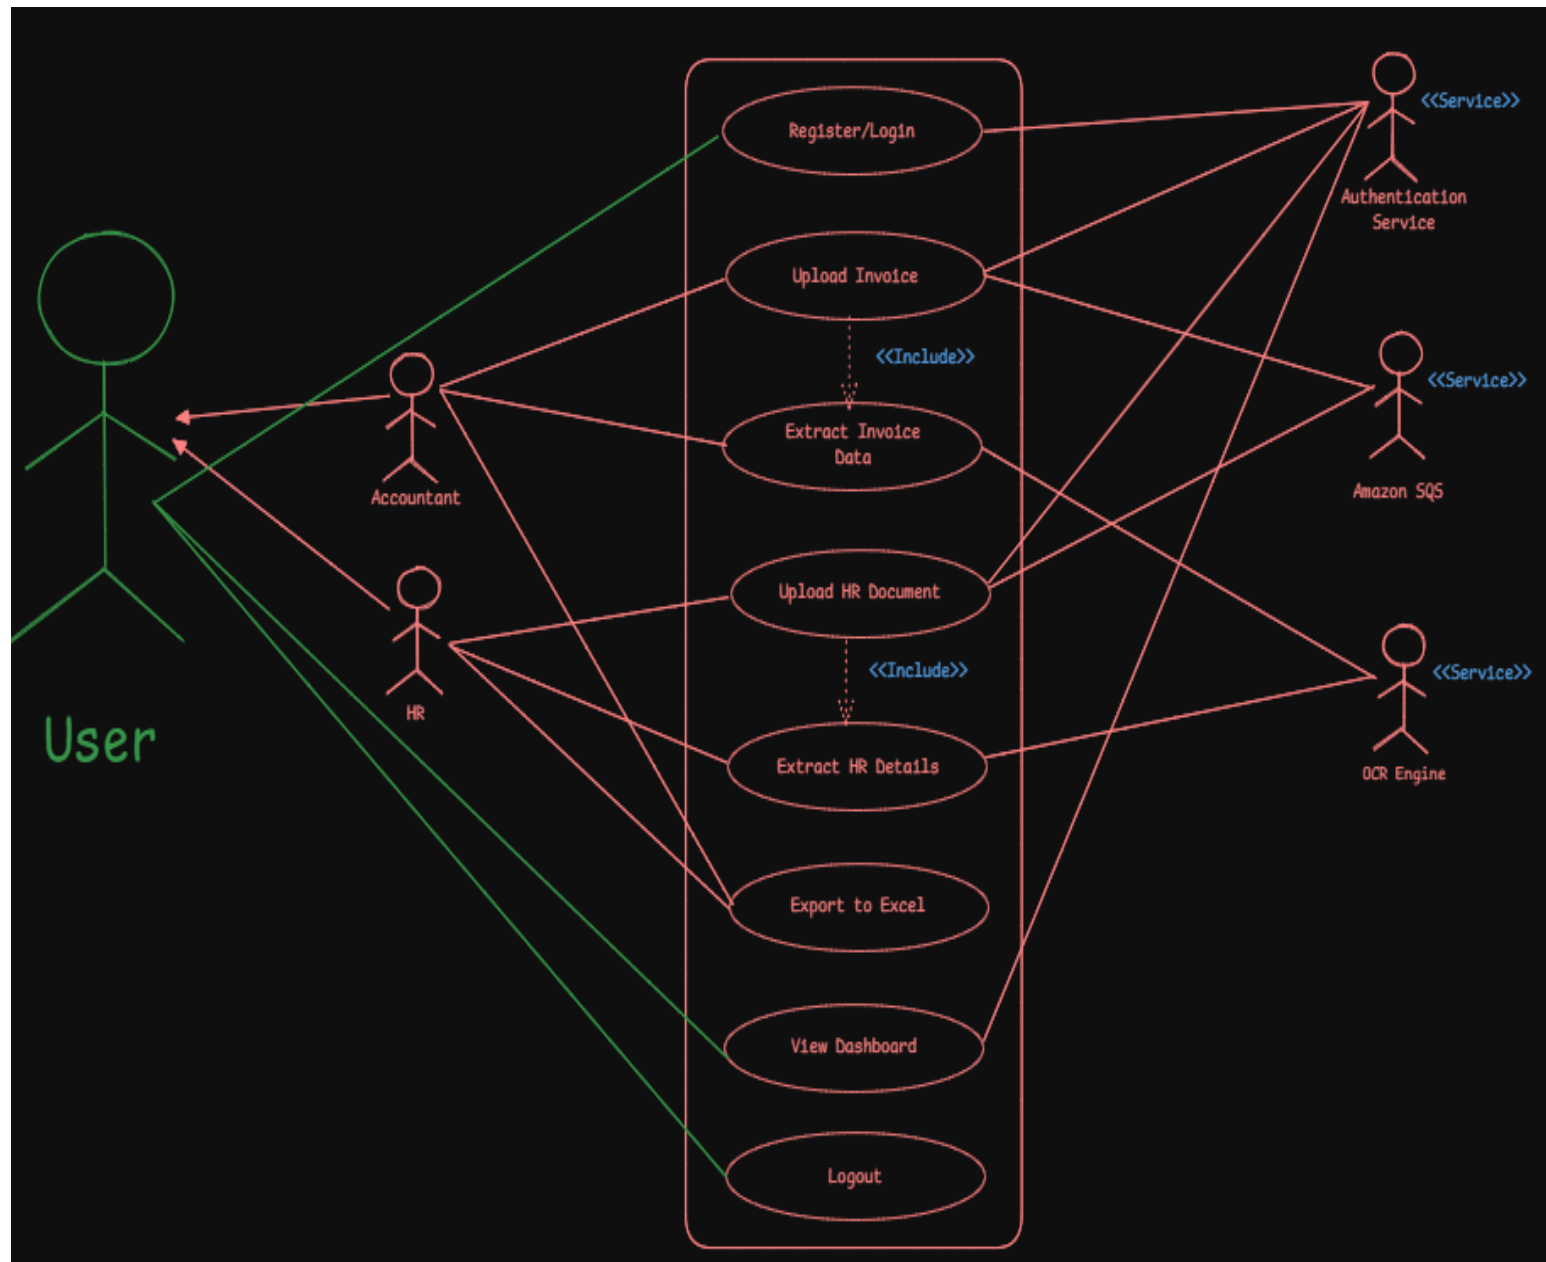 Register/Login
<<Service>>
Authentication
Service
Upload Invoice
<<Include>>
<<Service>>
Extract Invoice
Data
Accountant
Amazon SQS
Upload HR Document
<<Include>>
<<Service>>
HR
User
Extract HR Details
OCR Engine
Export to Excel
View Dashboard
Logout